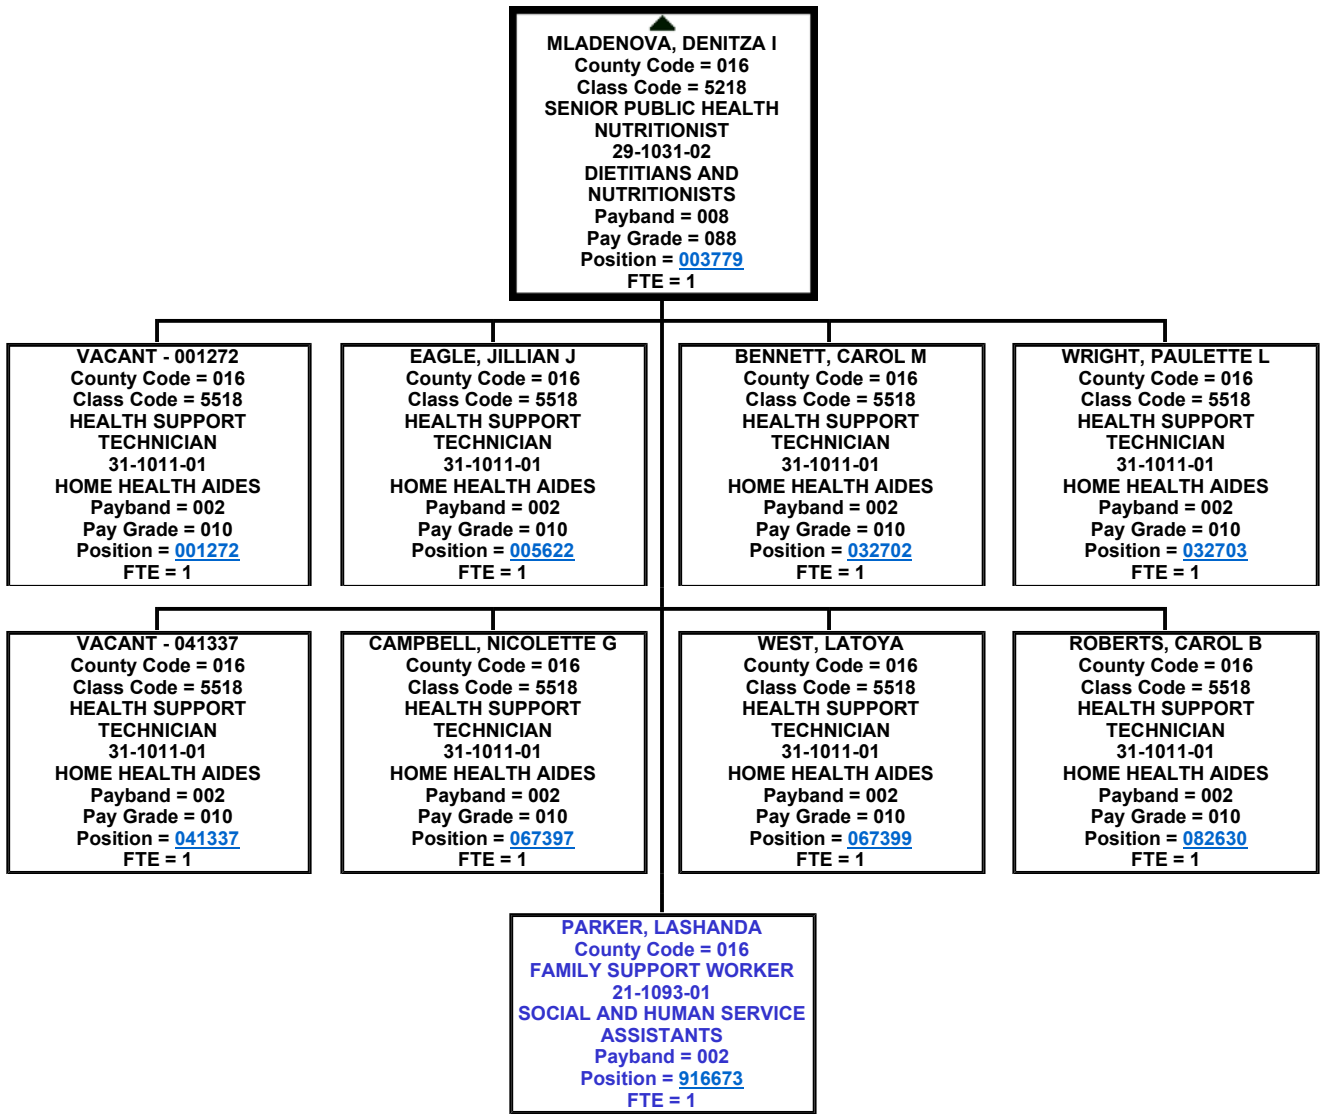 MLADENOVA, DENITZA I
County Code = 016
Class Code = 5218
SENIOR PUBLIC HEALTH
NUTRITIONIST
29-1031-02
DIETITIANS AND
NUTRITIONISTS
Payband = 008
Pay Grade = 088
Position = 003779
FTE = 1
VACANT - 001272
County Code = 016
Class Code = 5518
HEALTH SUPPORT
TECHNICIAN
31-1011-01
HOME HEALTH AIDES
Payband = 002
Pay Grade = 010
Position = 001272
FTE = 1
EAGLE, JILLIAN J
County Code = 016
Class Code = 5518
HEALTH SUPPORT
TECHNICIAN
31-1011-01
HOME HEALTH AIDES
Payband = 002
Pay Grade = 010
Position = 005622
FTE = 1
BENNETT, CAROL M
County Code = 016
Class Code = 5518
HEALTH SUPPORT
TECHNICIAN
31-1011-01
HOME HEALTH AIDES
Payband = 002
Pay Grade = 010
Position = 032702
FTE = 1
WRIGHT, PAULETTE L
County Code = 016
Class Code = 5518
HEALTH SUPPORT
TECHNICIAN
31-1011-01
HOME HEALTH AIDES
Payband = 002
Pay Grade = 010
Position = 032703
FTE = 1
VACANT - 041337
County Code = 016
Class Code = 5518
HEALTH SUPPORT
TECHNICIAN
31-1011-01
HOME HEALTH AIDES
Payband = 002
Pay Grade = 010
Position = 041337
FTE = 1
CAMPBELL, NICOLETTE G
County Code = 016
Class Code = 5518
HEALTH SUPPORT
TECHNICIAN
31-1011-01
HOME HEALTH AIDES
Payband = 002
Pay Grade = 010
Position = 067397
FTE = 1
WEST, LATOYA
County Code = 016
Class Code = 5518
HEALTH SUPPORT
TECHNICIAN
31-1011-01
HOME HEALTH AIDES
Payband = 002
Pay Grade = 010
Position = 067399
FTE = 1
ROBERTS, CAROL B
County Code = 016
Class Code = 5518
HEALTH SUPPORT
TECHNICIAN
31-1011-01
HOME HEALTH AIDES
Payband = 002
Pay Grade = 010
Position = 082630
FTE = 1
PARKER, LASHANDA
County Code = 016
FAMILY SUPPORT WORKER
21-1093-01
SOCIAL AND HUMAN SERVICE
ASSISTANTS
Payband = 002
Position = 916673
FTE = 1